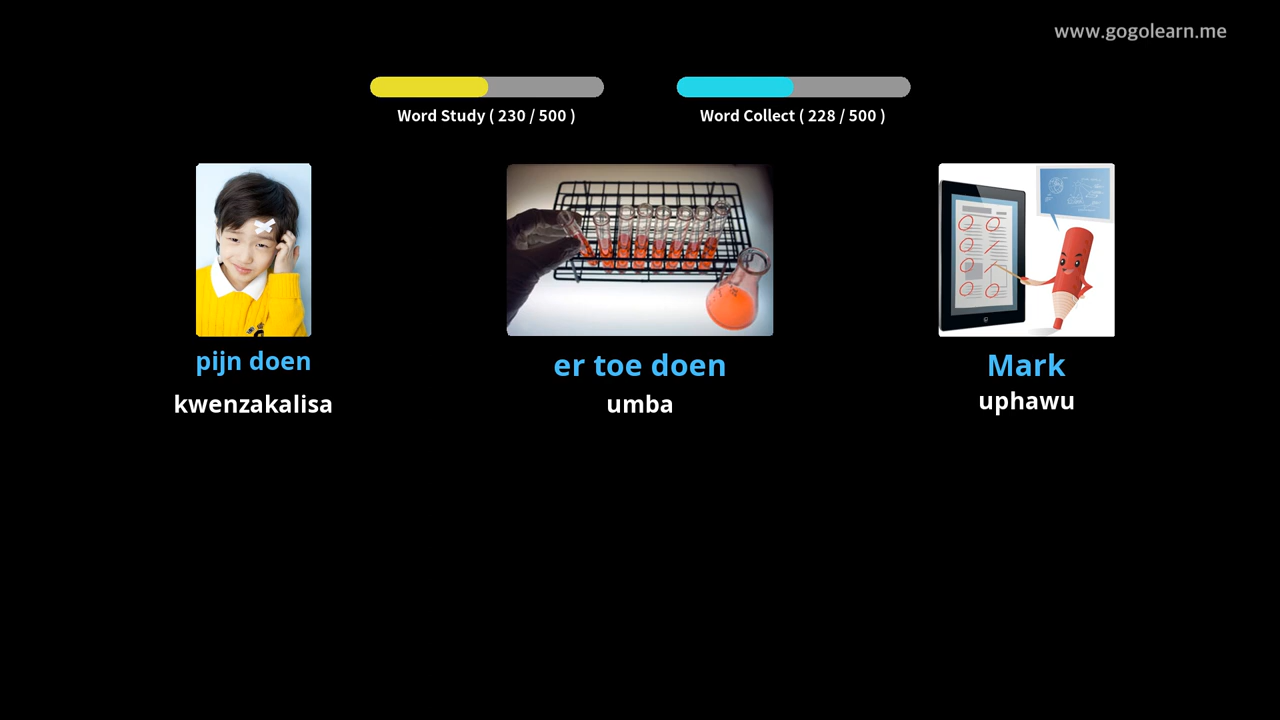 www.gogolearn.me
Word Study ( 230 / 500 )
Word Collect ( 228 / 500 )
pijn doen
er toe doen
Mark
kwenzakalisa
umba
uphawu